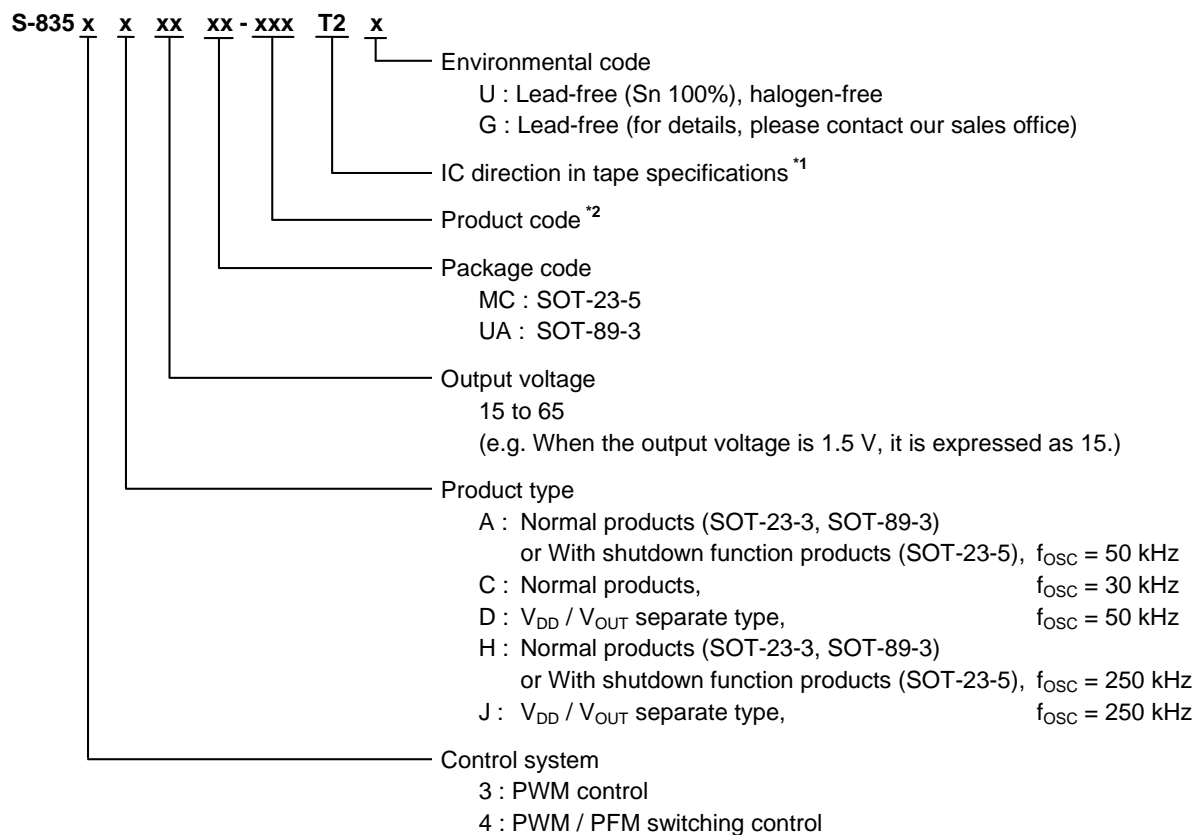 S-835 x x xx xx - xxx T2 x
Environmental code
U : Lead-free (Sn 100%), halogen-free
G : Lead-free (for details, please contact our sales office)
IC direction in tape specifications *1
Product code *2
Package code
MC : SOT-23-5
UA : SOT-89-3
Output voltage
15 to 65
(e.g. When the output voltage is 1.5 V, it is expressed as 15.)
Product type
A : Normal products (SOT-23-3, SOT-89-3)
or With shutdown function products (SOT-23-5), fOSC = 50 kHz
C : Normal products, fOSC = 30 kHz
D : VDD / VOUT separate type, fOSC = 50 kHz
H : Normal products (SOT-23-3, SOT-89-3)
or With shutdown function products (SOT-23-5), fOSC = 250 kHz
J : VDD / VOUT separate type, fOSC = 250 kHz
Control system
3 : PWM control
4 : PWM / PFM switching control